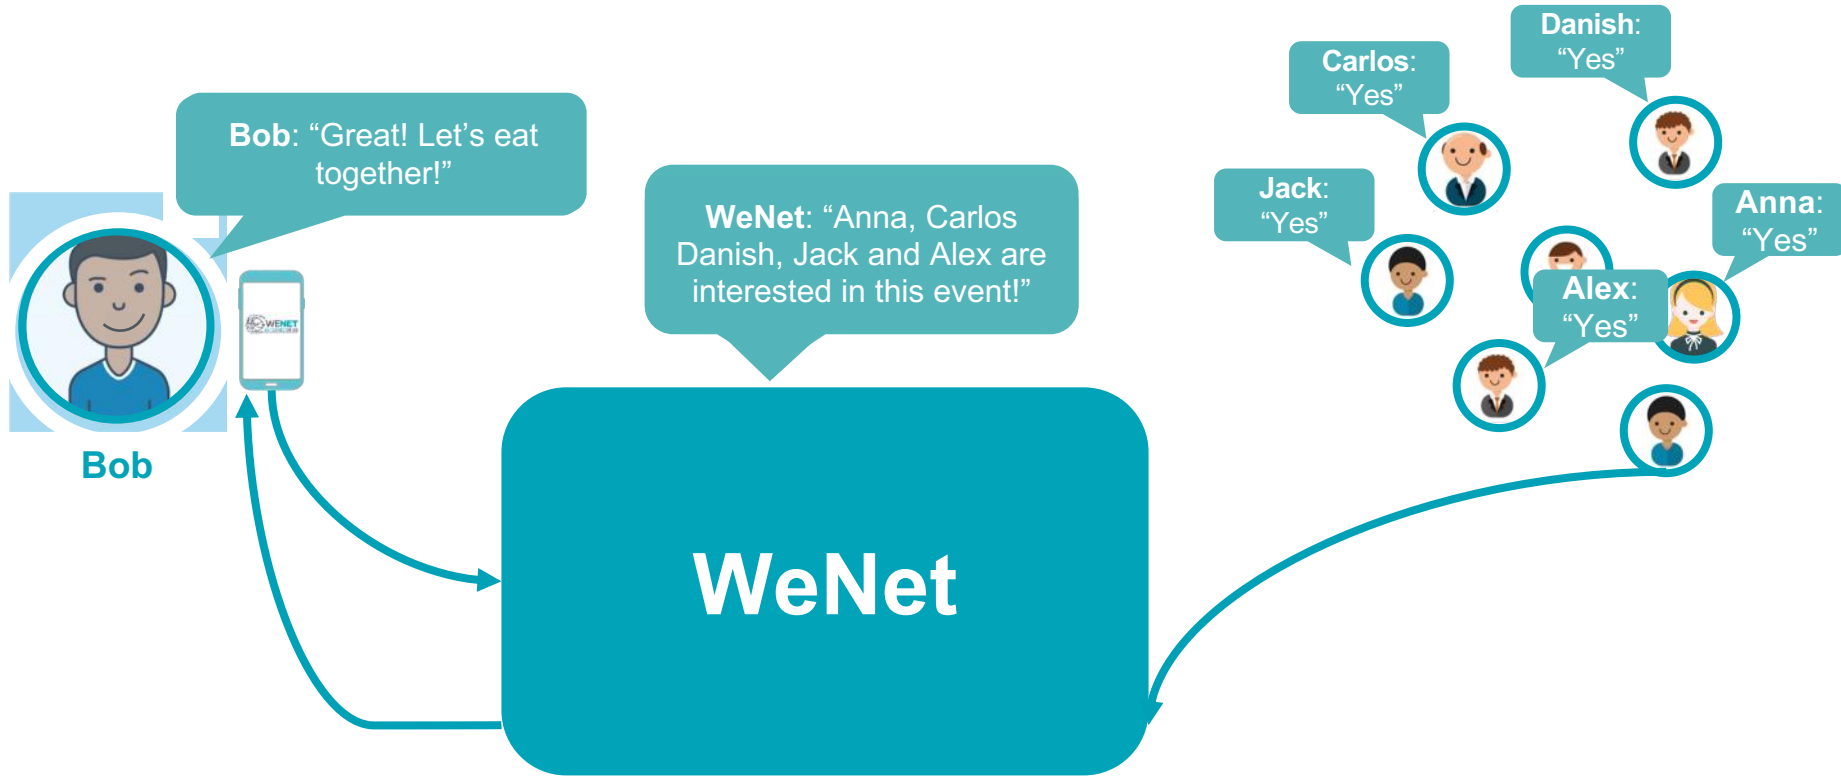 Danish:
“Yes”
Carlos:
“Yes”
Bob: “Great! Let’s eat
together!”
Jack:
“Yes”
Anna:
“Yes”
WeNet: “Anna, Carlos
Danish, Jack and Alex are
interested in this event!”
Alex:
“Yes”
WENET
Bob
WeNet